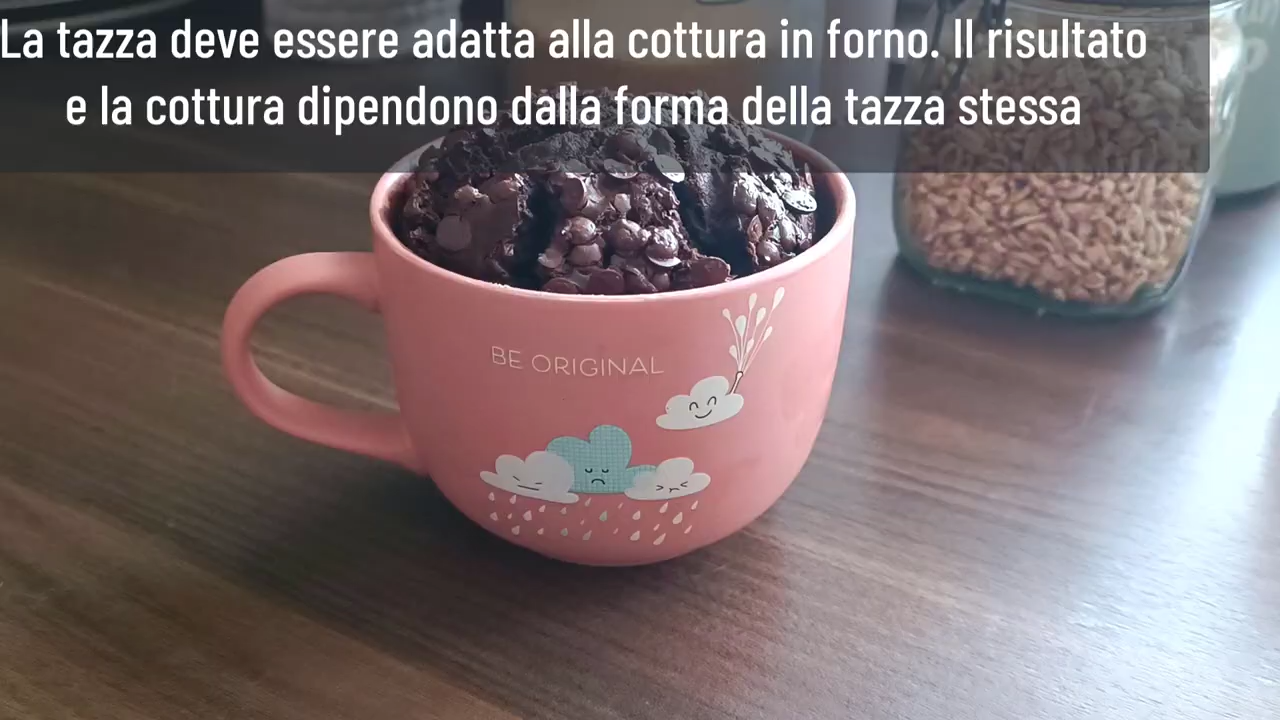 La tazza deve essere adatta alla cottura in forno. Il risultato
e la cottura dipendono dalla forma della tazza stessa
BE ORIGINAL